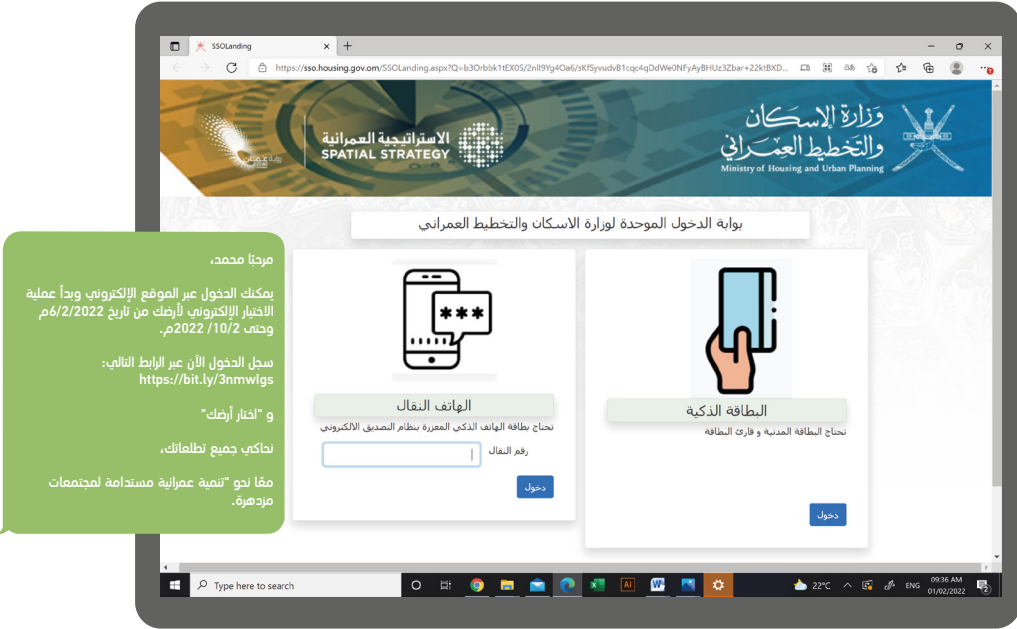 SSOLanding
https://sso.housing.gov.om/SSOLanding.aspx?Q=b3Orbbk1tEX0S/2nlI9Yg4Oa6/sKfSyvudvB1cqc4qDdWe0NFyAyBHUz3Zbar+22ktBXD...
وزارة الإسكان
والتخطيط العمراني
Ministry of Housing and Urban Planning
الاستراتيجية العمرانية
SPATIAL STRATEGY
بوابة الدخول الموحدة لوزارة الاسكان والتخطيط العمراني
البطاقة الذكية
تحتاج البطاقة المدنية و قارئ البطاقة
دخول
الهاتف النقال
تحتاج بطاقة الهاتف الذكي المعززة بنظام التصديق الالكتروني
رقم النقال
دخول
مرحبًا محمد،
يمكنك الدخول عبر الموقع الإلكتروني وبدأ عملية
الاختيار الإلكتروني لأرضك من تاريخ 6/2/2022م
وحتى 10/2/ 2022م.
سجل الدخول الآن عبر الرابط التالي:
https://bit.ly/3nmwlgs
و "اختار أرضك"
نحاكي جميع تطلعاتك،
معًا نحو "تنمية عمرانية مستدامة لمجتمعات
مزدهرة.
Type here to search
22°C
ENG
09:36 AM
01/02/2022